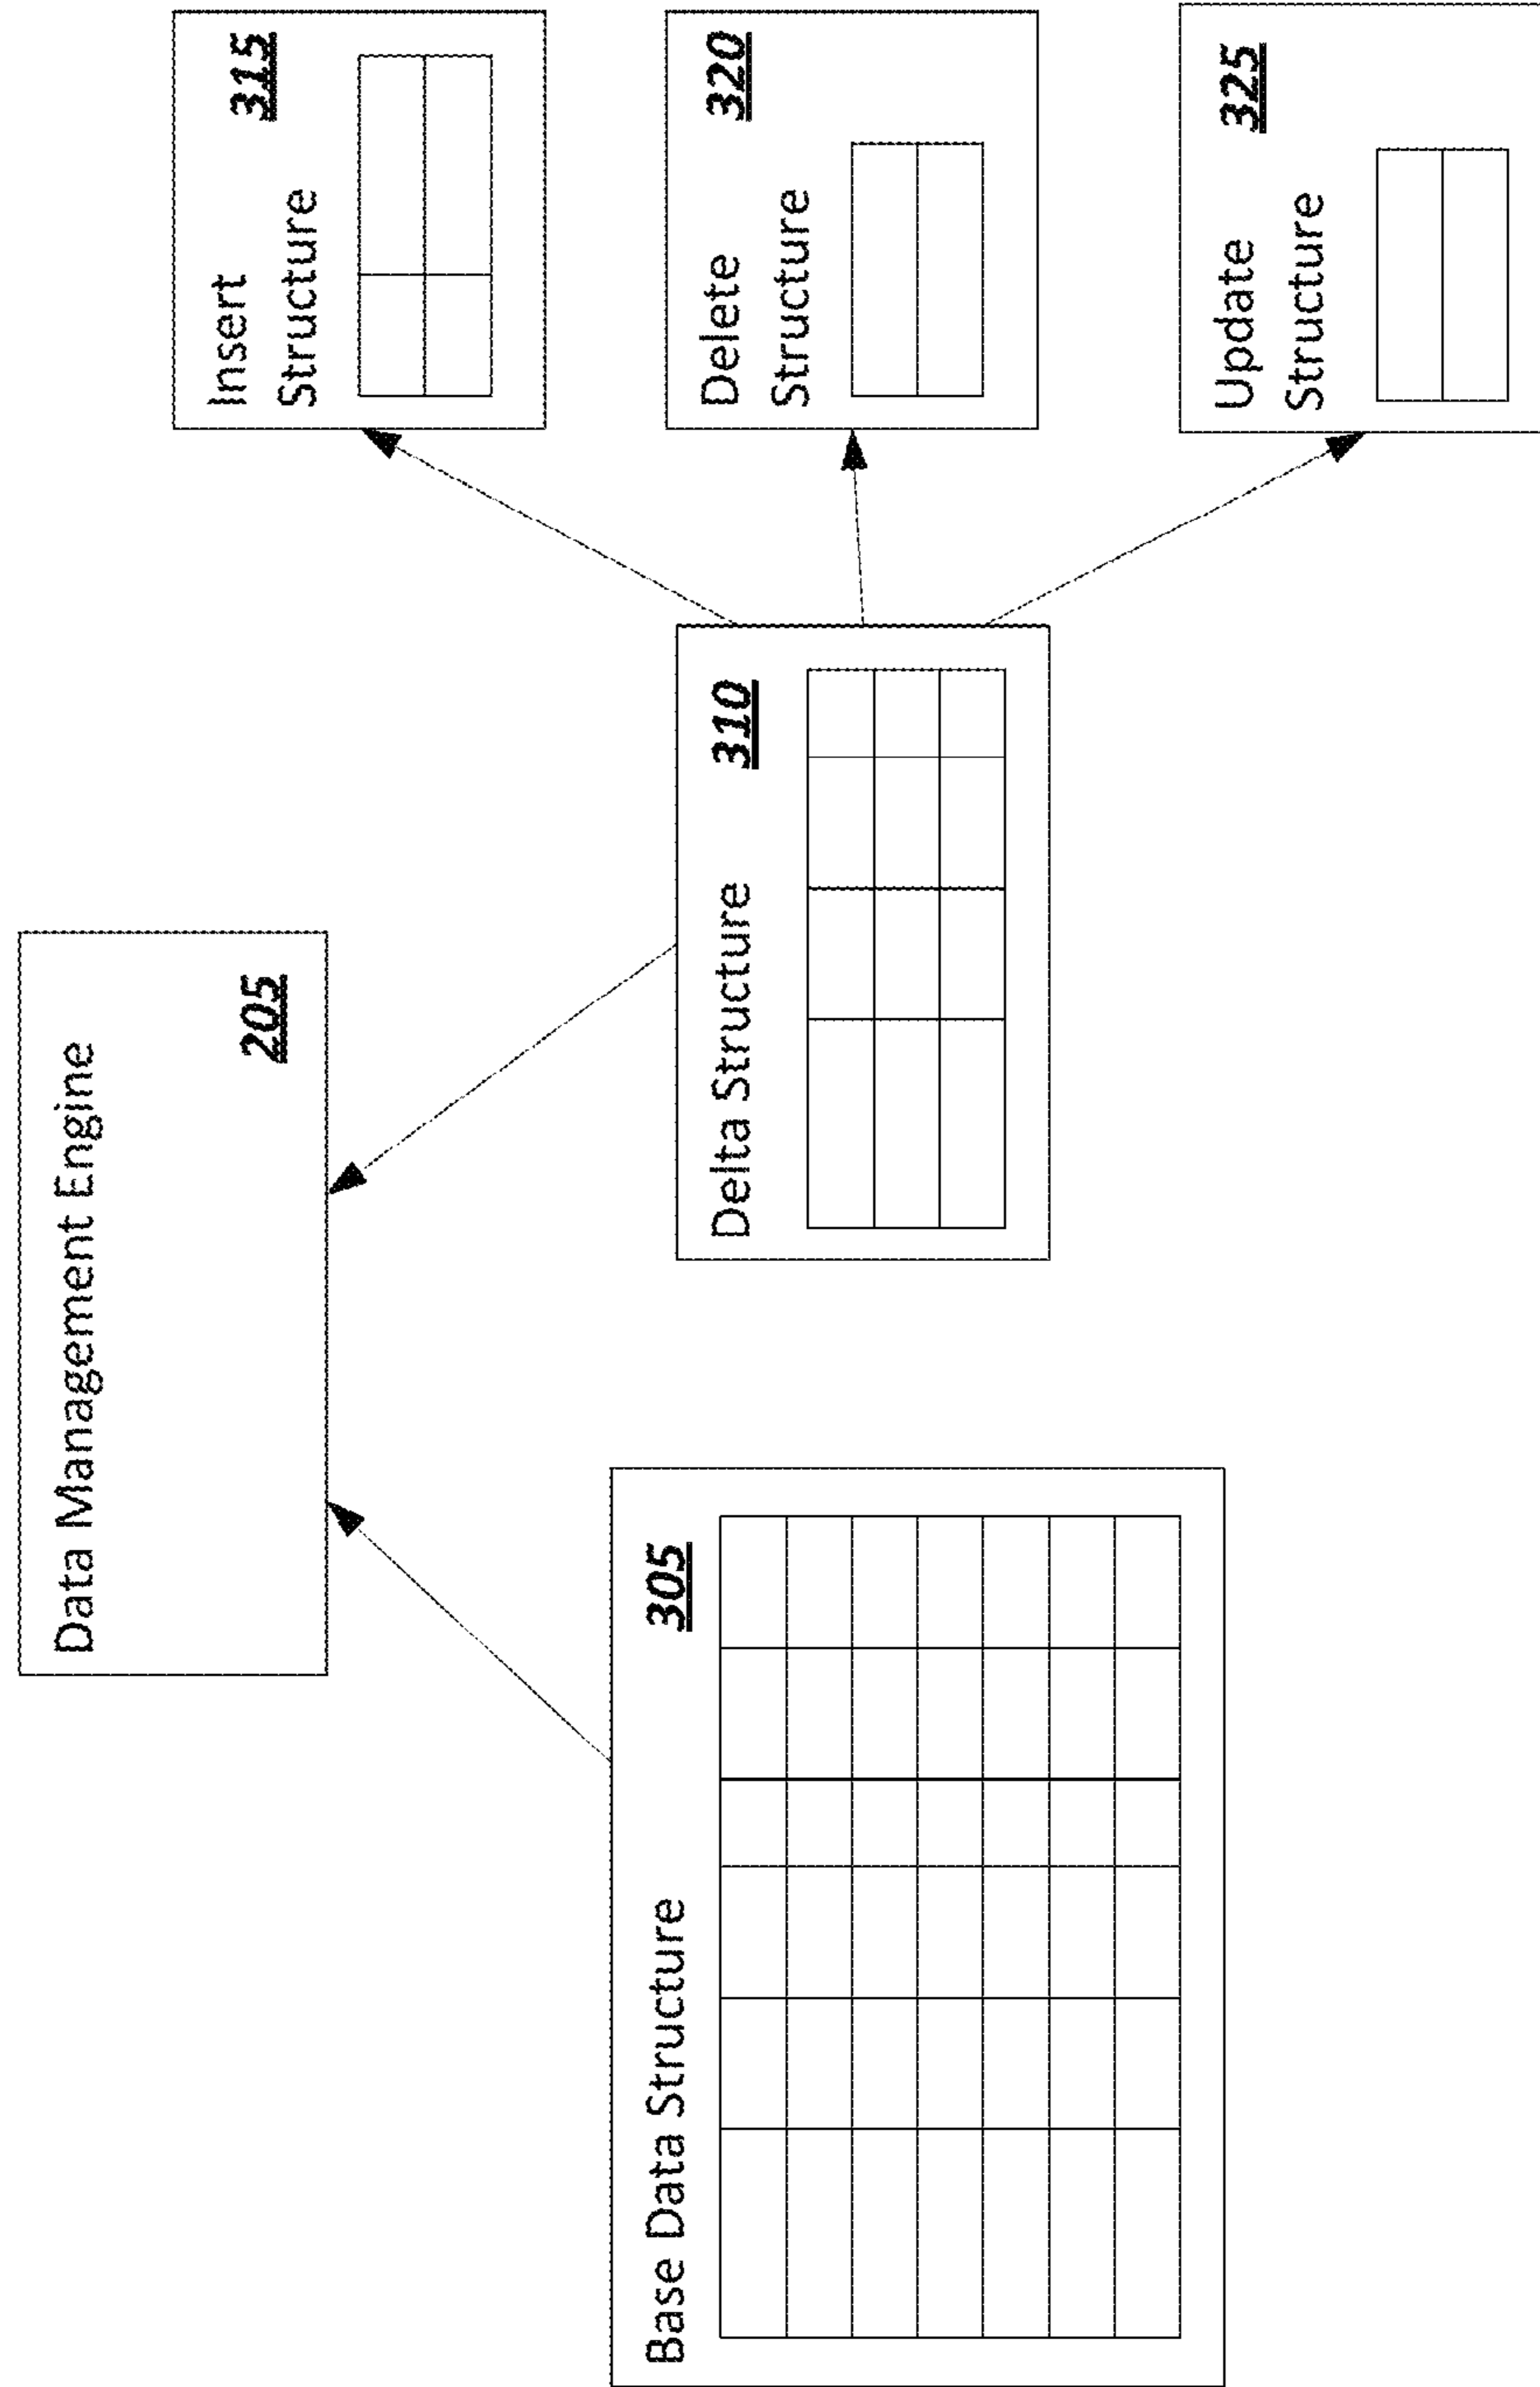 Data Management Engine
205
Base Data Structure
305
Delta Structure
310
Insert
Structure
315
Delete
Structure
320
Update
Structure
325